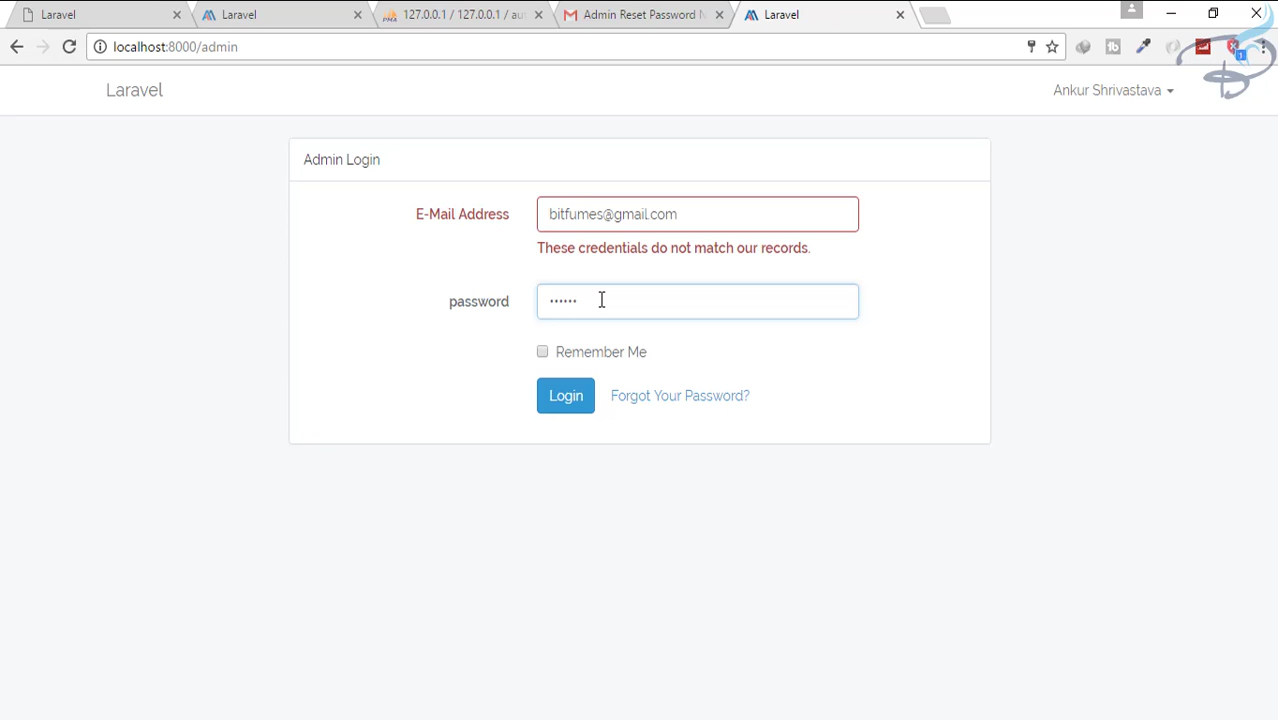 Laravel
Laravel
127.0.0.1 / 127.0.0.1 / au
Admin Reset Password N
Laravel
localhost:8000/admin
Laravel
Ankur Shrivastava
Admin Login
E-Mail Address
bitfumes@gmail.com
These credentials do not match our records.
password
Remember Me
Login
Forgot Your Password?